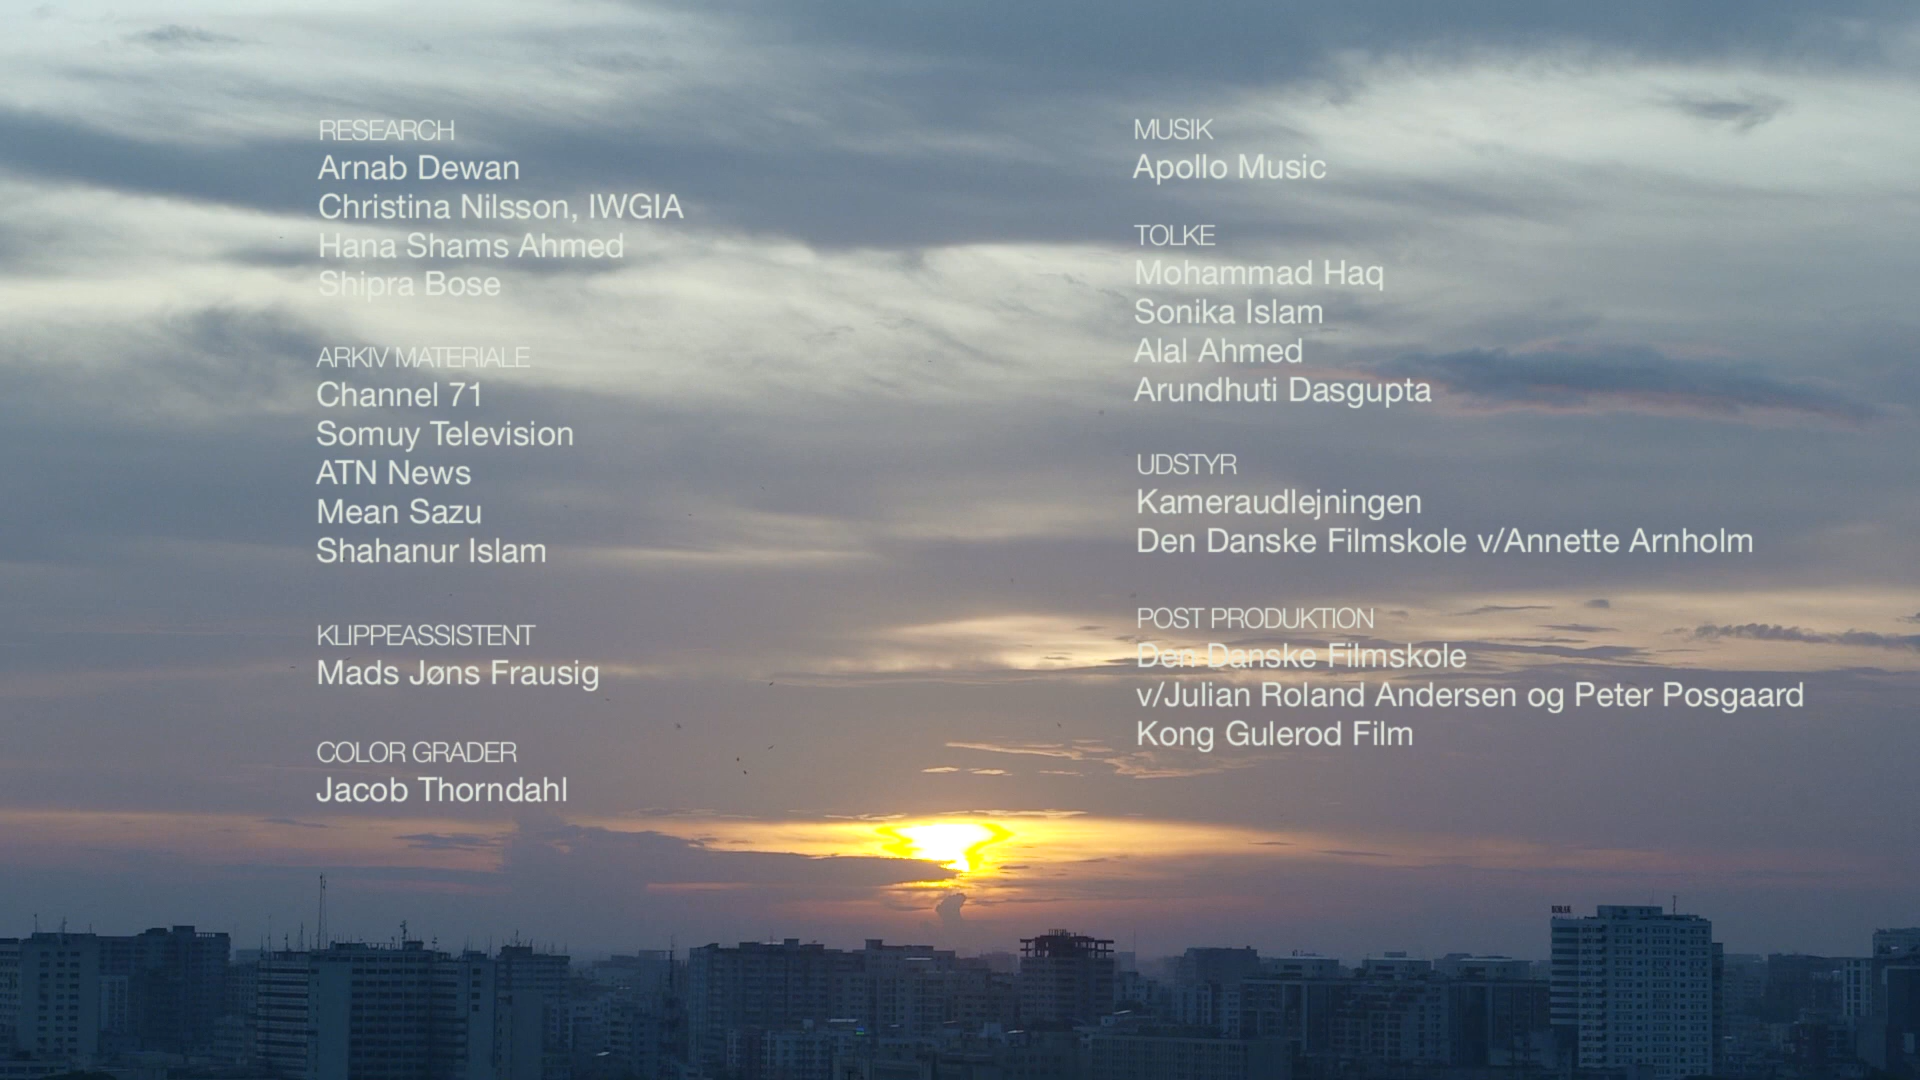 RESEARCH
Arnab Dewan
Christina Nilsson, IWGIA
Hana Shams Ahmed
Shipra Bose
ARKIV MATERIALE
Channel 71
Somuy Television
ATN News
Mean Sazu
Shahanur Islam
KLIPPEASSISTENT
Mads Jøns Frausig
COLOR GRADER
Jacob Thorndahl
MUSIK
Apollo Music
TOLKE
Mohammad Haq
Sonika Islam
Alal Ahmed
Arundhuti Dasgupta
UDSTYR
Kameraudlejningen
Den Danske Filmskole v/Annette Arnholm
POST PRODUKTION
Den Danske Filmskole
v/Julian Roland Andersen og Peter Posgaard
Kong Gulerod Film